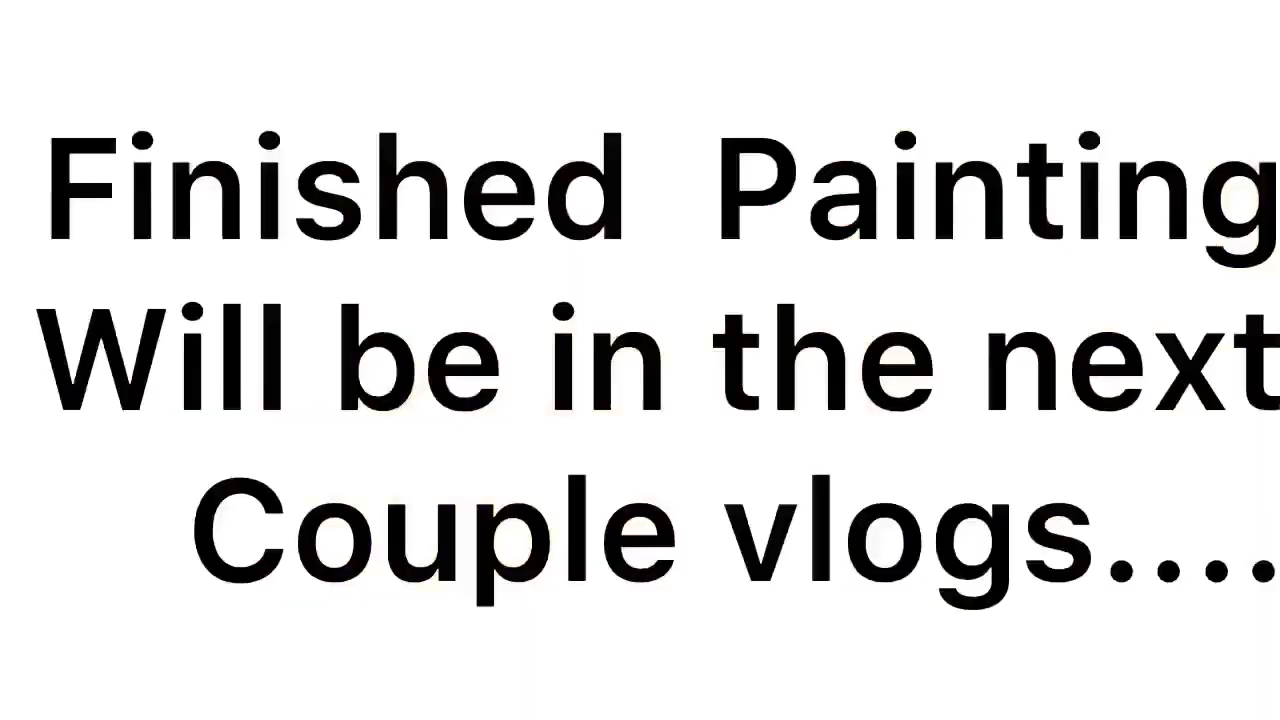 Finished  Painting
Will be in the next
Couple vlogs....